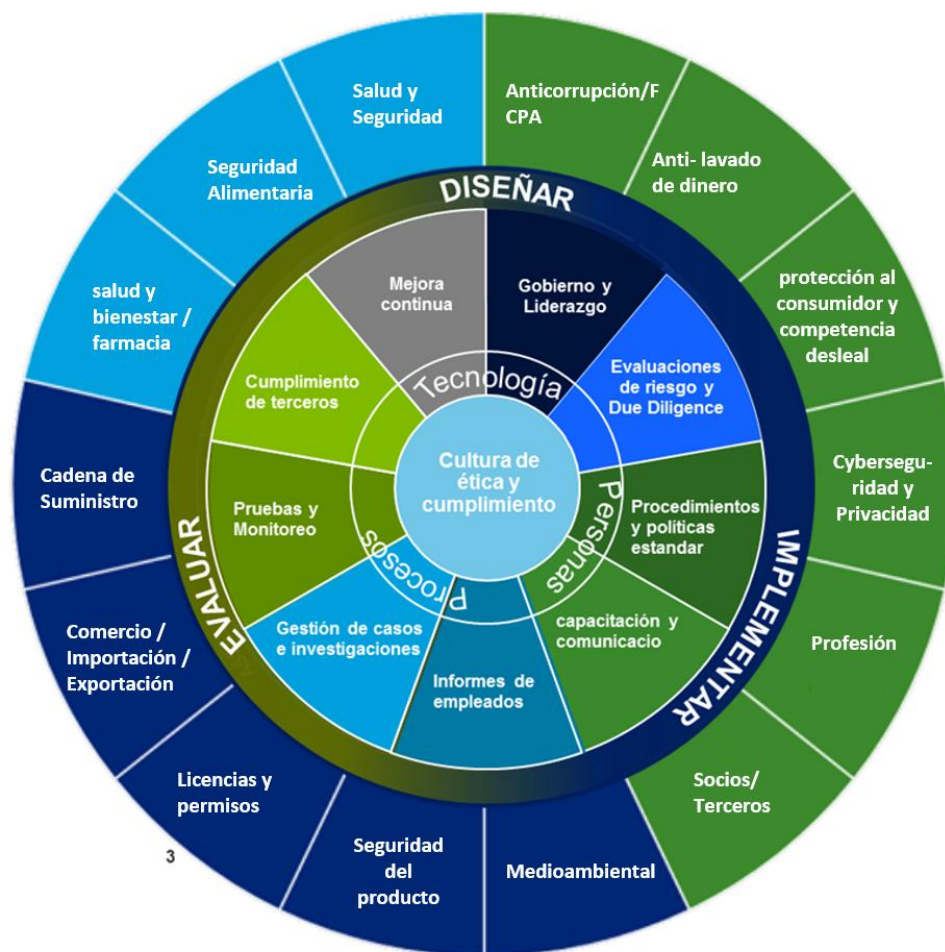 Salud y
Seguridad
Anticorrupción/F
CPA
Anti- lavado
de dinero
protección al
consumidor y
competencia
desleal
Cybersegu-
ridad y
Privacidad
Profesión
Socios/
Terceros
Medioambiental
Seguridad
del
producto
Licencias y
permisos
Comercio /
Importación /
Exportación
Cadena de
Suministro
salud y
bienestar /
farmacia
Seguridad
Alimentaria
DISEÑAR
IMPLEMENTAR
EVALUAR
Mejora
continua
Gobierno y
Liderazgo
Evaluaciones
de riesgo y
Due Diligence
Procedimientos
y políticas
estandar
capacitación y
comunicacio
Informes de
empleados
Gestión de casos
e investigaciones
Pruebas y
Monitoreo
Cumplimiento
de terceros
Tecnología
Personas
Procesos
Cultura de
ética y
cumplimiento
3